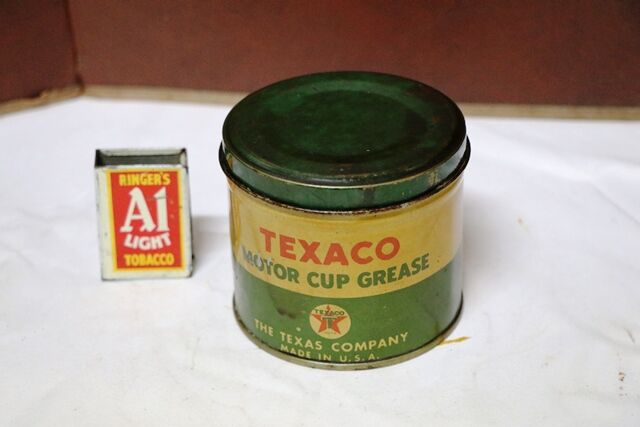 RINGER'S
A1
LIGHT
TOBACCO
TEXACO
MOTOR CUP GREASE
TEXACO
T
THE TEXAS COMPANY
MADE IN U.S.A.